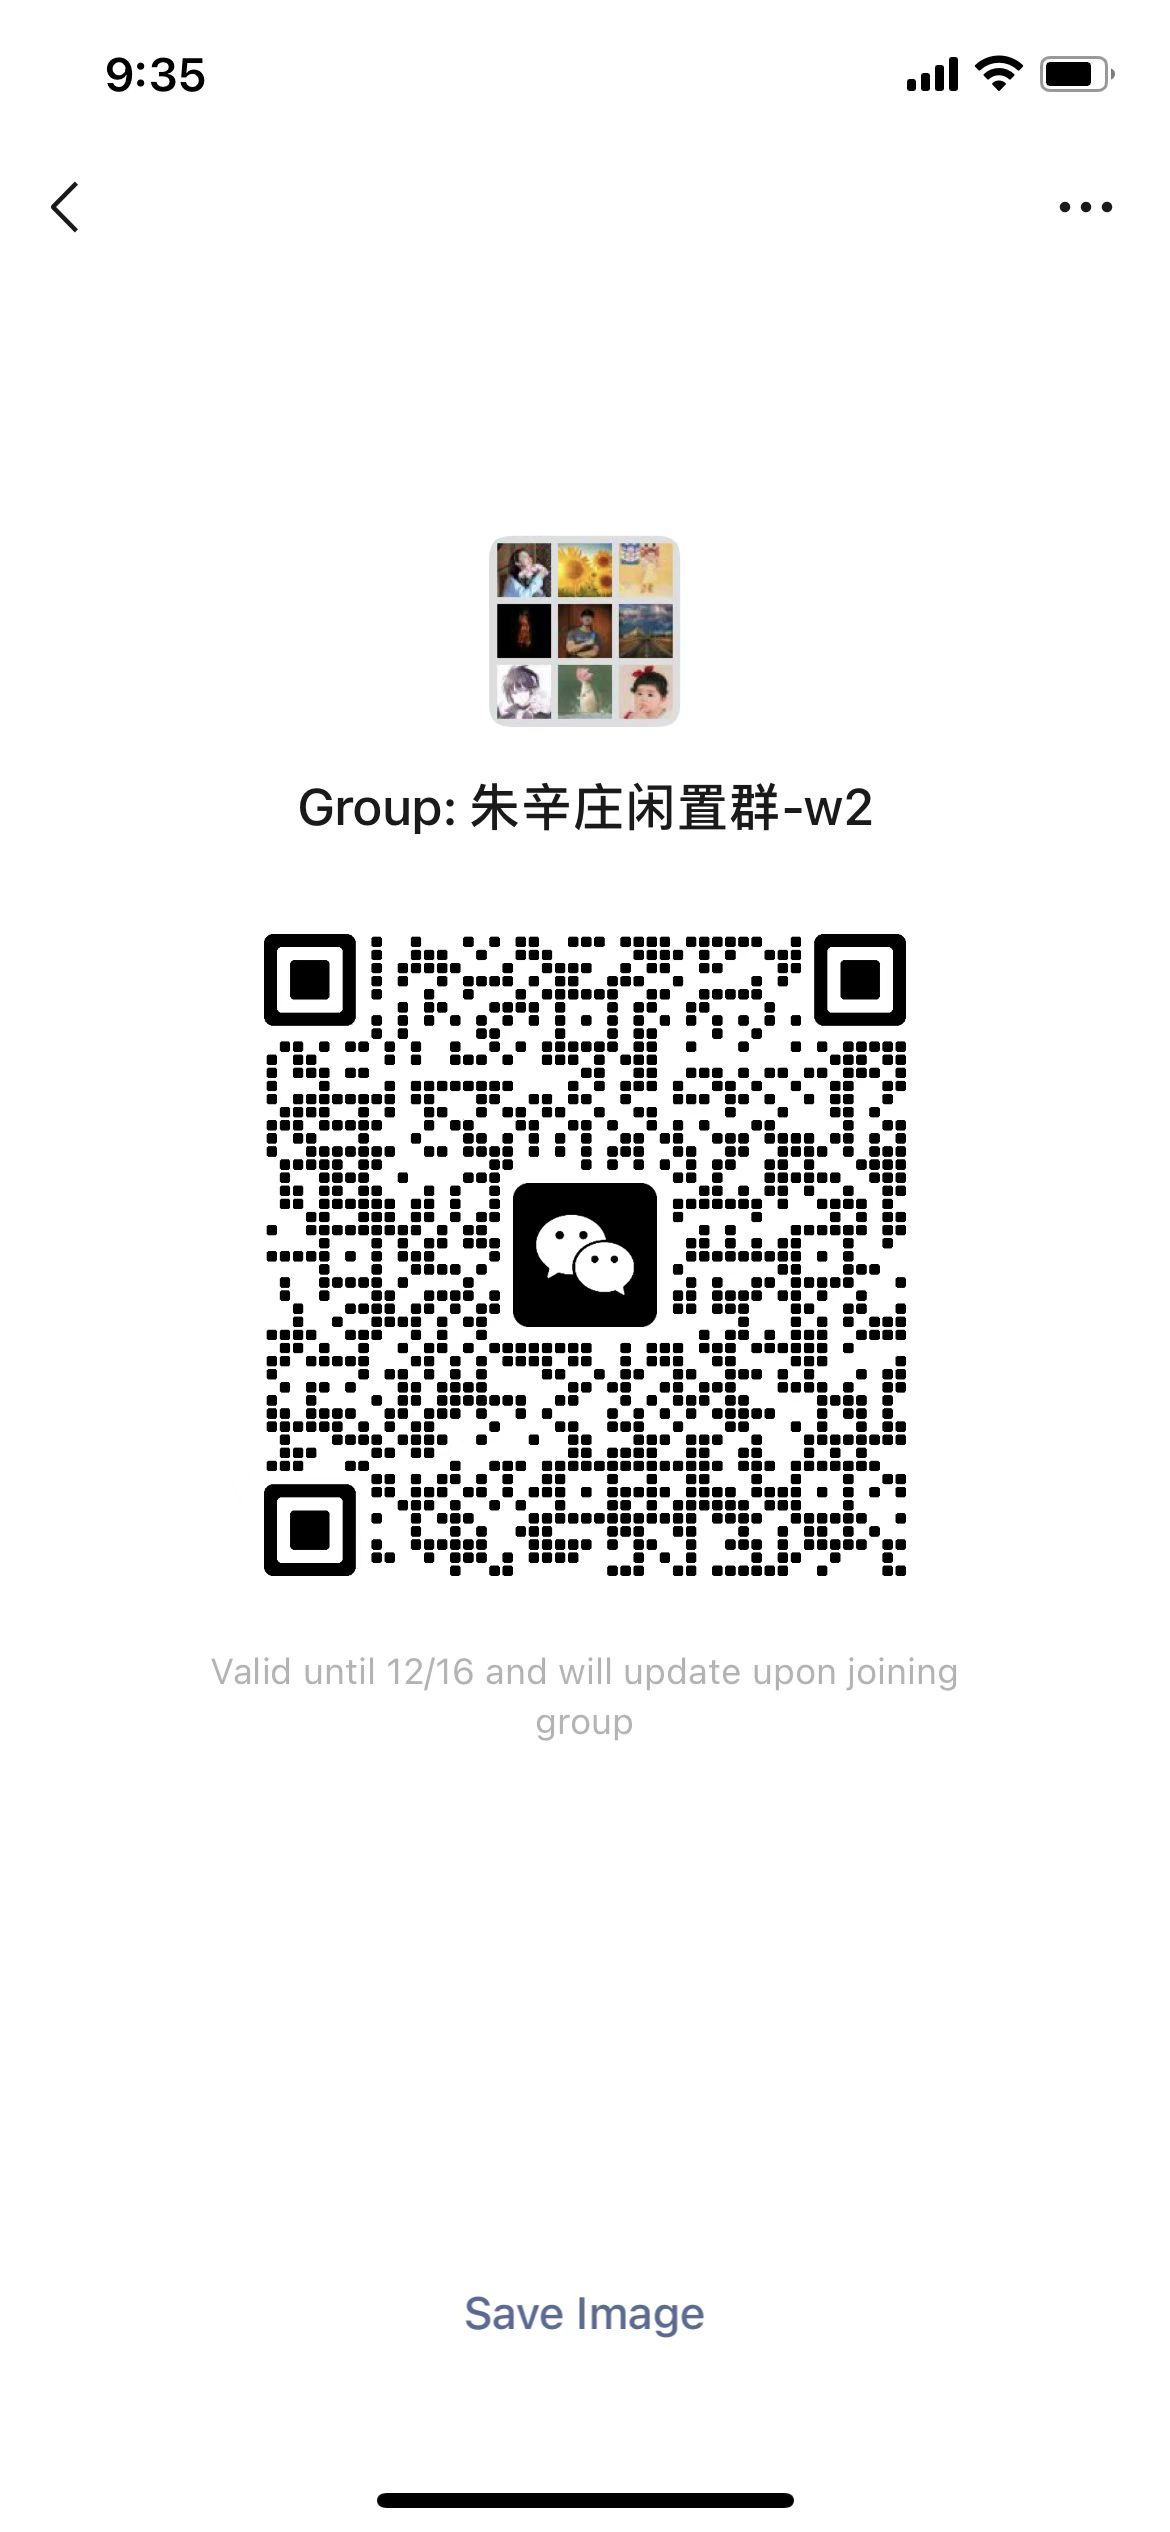 9:35
Group: 朱辛庄闲置群-w2
Valid until 12/16 and will update upon joining
group
Save Image